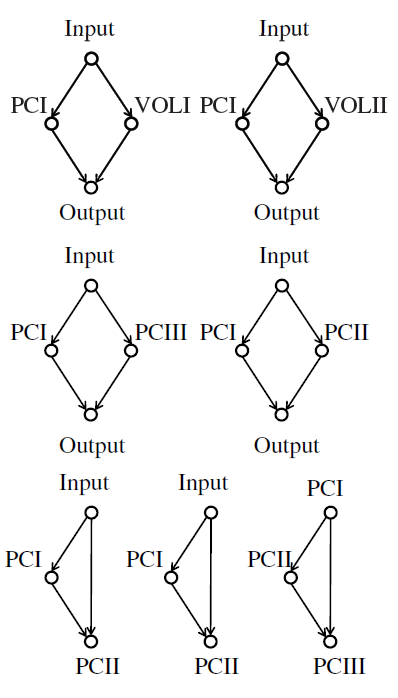 Input Input
PCI VOLI PCI VOLII
Output Output
Input Input
PCI PCIII PCI PCII
Output Output
Input Input PCI
PCI PCI PCII
PCII PCII PCIII